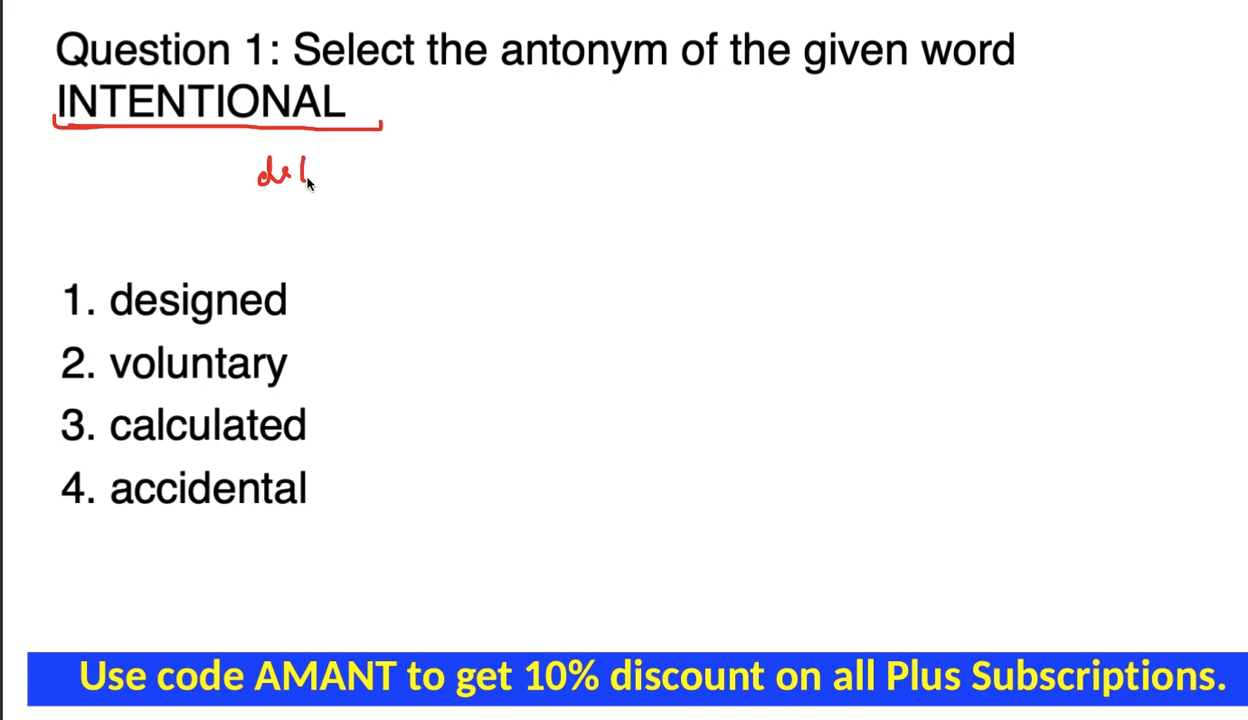 Question 1: Select the antonym of the given word
INTENTIONAL
del
1. designed
2. voluntary
3. calculated
4. accidental
Use code AMANT to get 10% discount on all Plus Subscriptions.